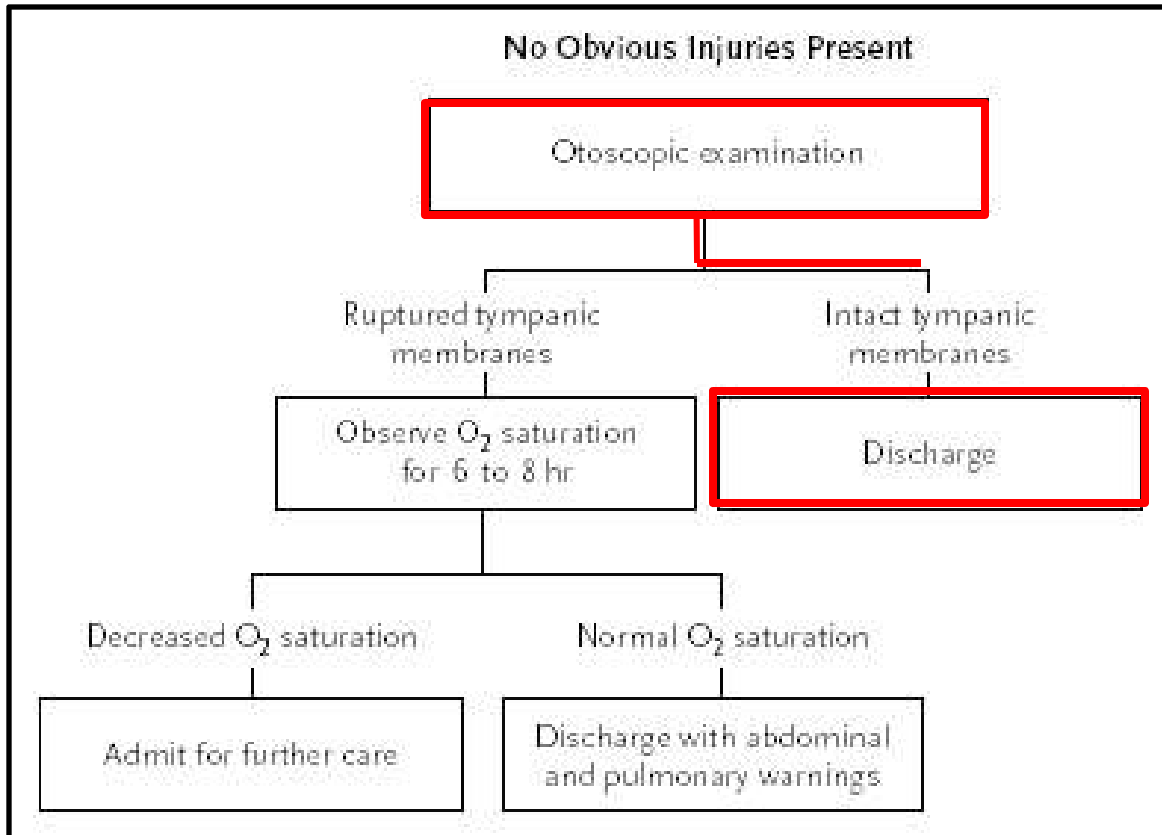 No Obvious Injuries Present
Otoscopic examination
Ruptured tympanic
membranes
Intact tympanic
membranes
Observe O₂ saturation
for 6 to 8 hr
Discharge
Decreased O₂ saturation
Normal O₂ saturation
Admit for further care
Discharge with abdominal
and pulmonary warnings